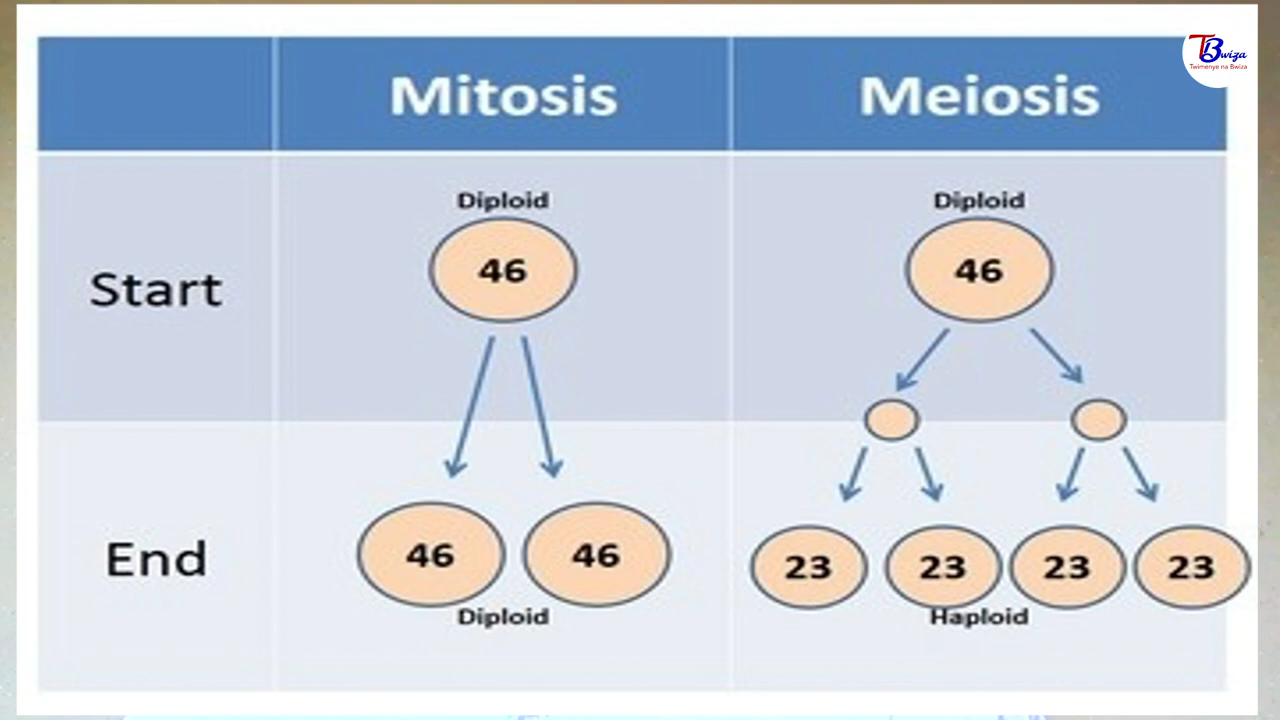 TBwiza
Twimenye na Bwiza
Mitosis
Meiosis
Diploid
Diploid
46
46
Start
End
46
46
23
23
23
23
Diploid
Haploid